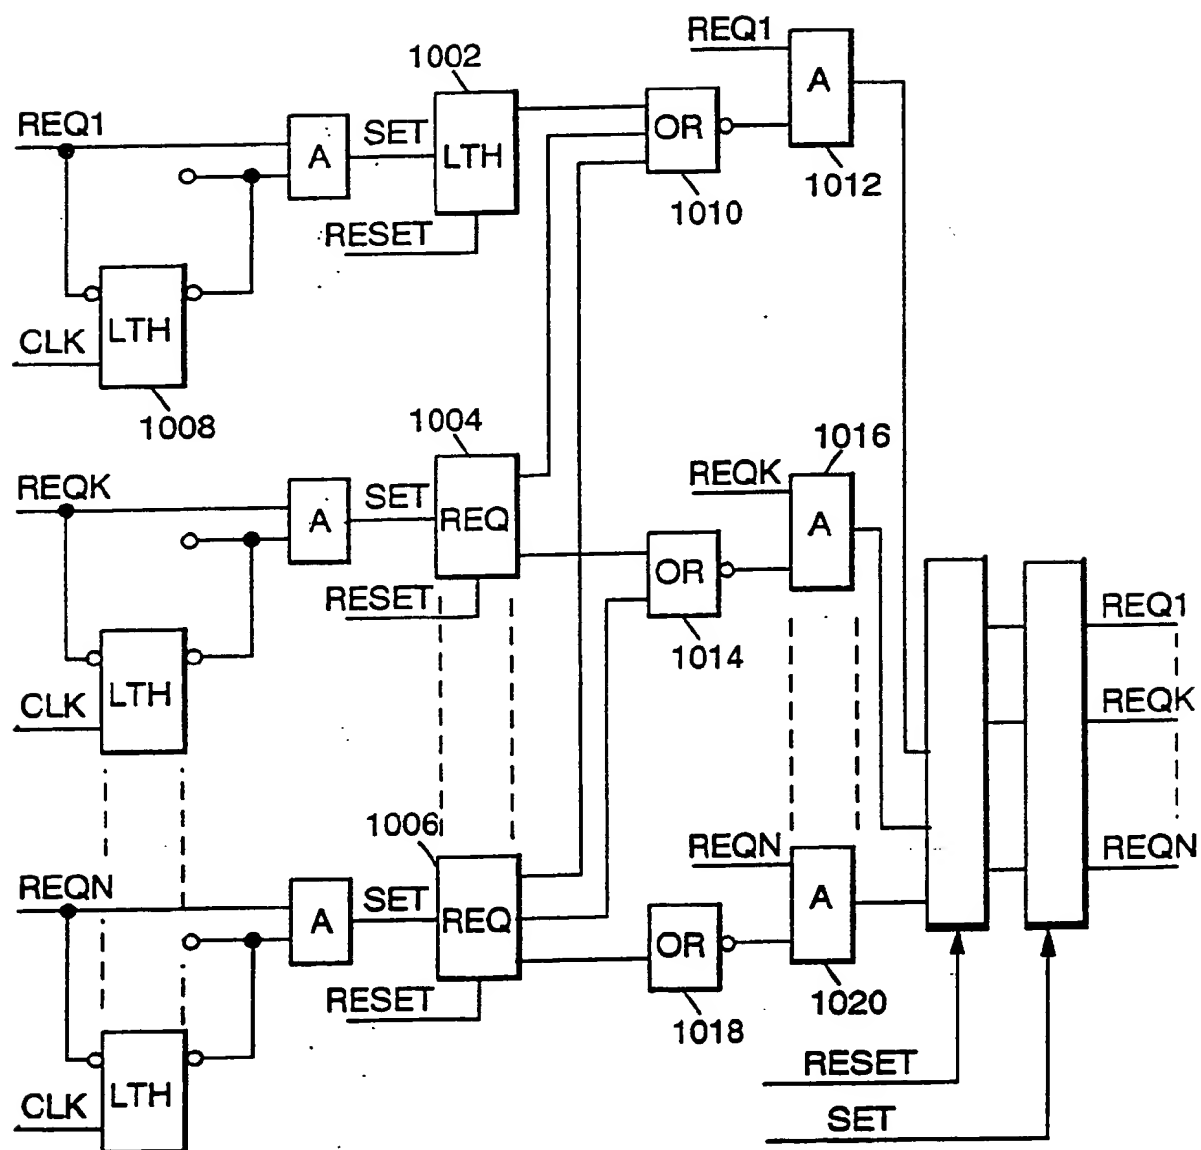 REQ1
A
1012
1002
REQ1
A
SET
LTH
OR
1010
RESET
LTH
CLK
1008
1004
1016
REQK
A
SET
REQ
REQK
A
OR
RESET
1014
LTH
CLK
REQ1
REQK
REQN
1006
REQN
A
SET
REQ
REQN
A
OR
RESET
1018
1020
LTH
CLK
RESET
SET